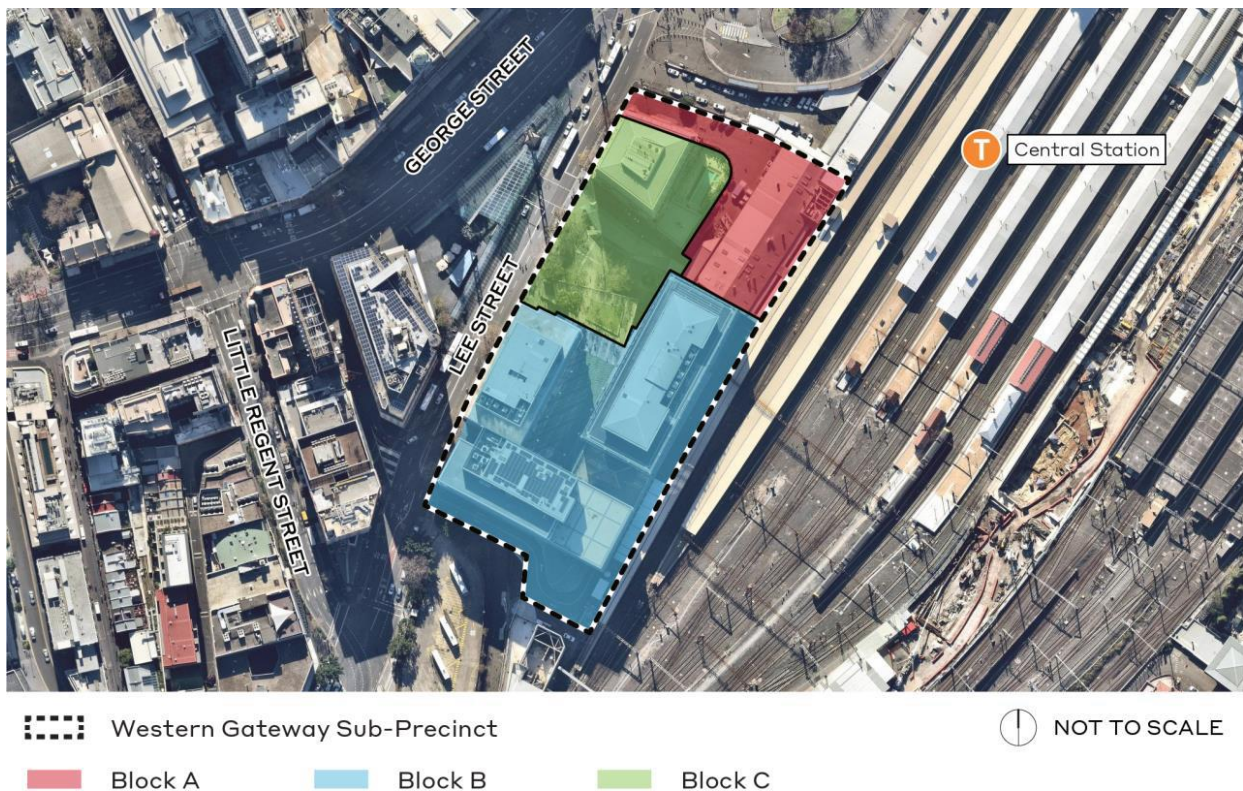 GEORGE STREET
T
Central Station
LEE STREET
LITTLE REGENT STREET
Western Gateway Sub-Precinct
NOT TO SCALE
Block A
Block B
Block C